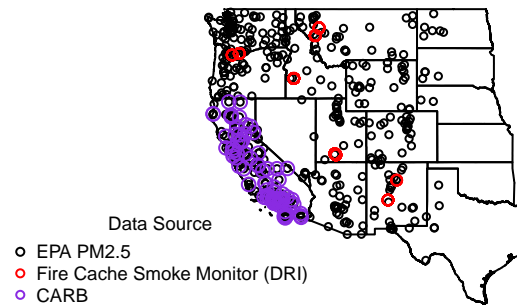 Data Source
EPA PM2.5
Fire Cache Smoke Monitor (DRI)
CARB